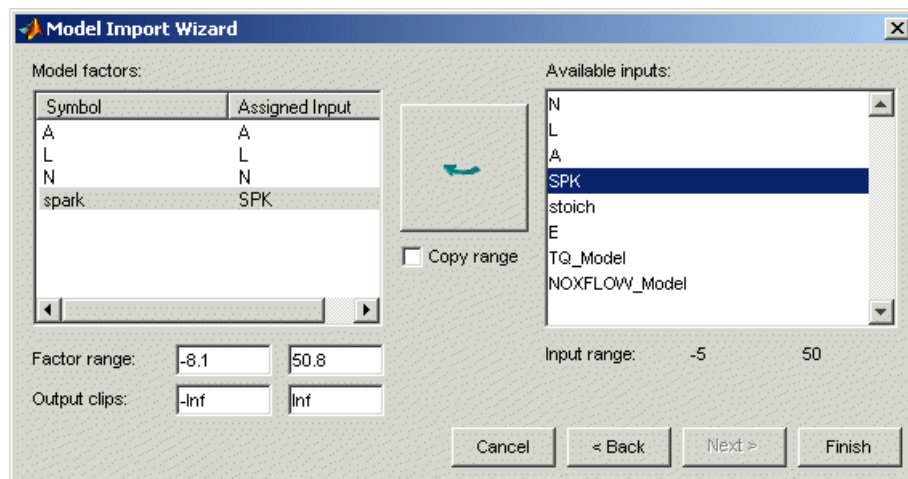 Model Import Wizard
Model factors:
Symbol Assigned Input
A A
L L
N N
spark SPK
Copy range
Available inputs:
N
L
A
SPK
stoich
E
TQ_Model
NOXFLOW_Model
Factor range: -8.1 50.8
Input range: -5 50
Output clips: -Inf Inf
Cancel < Back Next > Finish